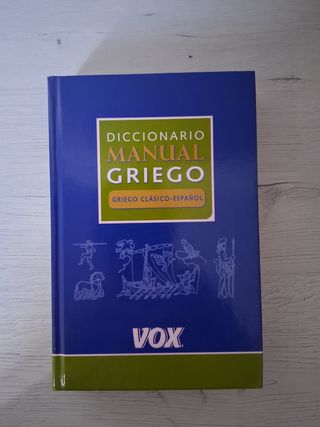 DICCIONARIO
MANUAL
GRIEGO
GRIEGO CLÁSICO-ESPAÑOL
VOX